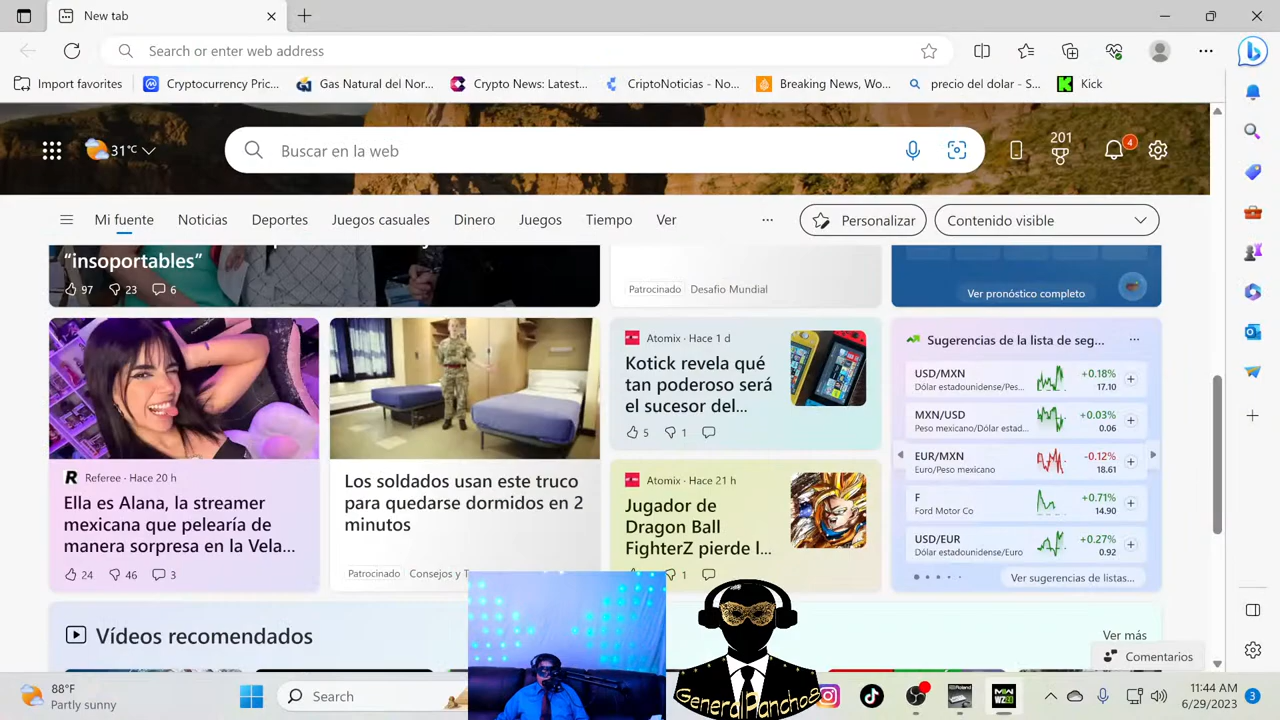 New tab
Search or enter web address
Import favorites
Cryptocurrency Pric...
Gas Natural del Nor...
Crypto News: Latest...
CriptoNoticias - No...
Breaking News, Wo...
precio del dolar - S...
Kick
31°C
Buscar en la web
201
4
Mi fuente
Noticias
Deportes
Juegos casuales
Dinero
Juegos
Tiempo
Ver
...
Personalizar
Contenido visible
"insoportables"
97
23
6
Patrocinado
Desafio Mundial
Ver pronóstico completo
Referee · Hace 20 h
Ella es Alana, la streamer
mexicana que pelearía de
manera sorpresa en la Vela...
24
46
3
Los soldados usan este truco
para quedarse dormidos en 2
minutos
Patrocinado
Consejos y T
Atomix · Hace 1 d
Kotick revela qué
tan poderoso será
el sucesor del...
5
1
Atomix · Hace 21 h
Jugador de
Dragon Ball
FighterZ pierde l...
1
Sugerencias de la lista de seg...
USD/MXN
+0.18%
Dólar estadounidense/Pes...
17.10
MXN/USD
+0.03%
Peso mexicano/Dólar estad...
0.06
EUR/MXN
-0.12%
Euro/Peso mexicano
18.61
F
+0.71%
Ford Motor Co
14.90
USD/EUR
+0.27%
Dólar estadounidense/Euro
0.92
Ver sugerencias de listas...
Vídeos recomendados
Ver más
Comentarios
GeneralPancho8
88°F
Partly sunny
Search
11:44 AM
6/29/2023
3